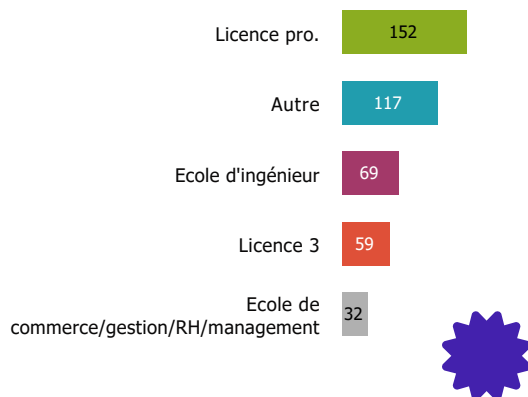 Licence pro.
152
Autre
117
Ecole d'ingénieur
69
Licence 3
59
Ecole de
commerce/gestion/RH/management
32